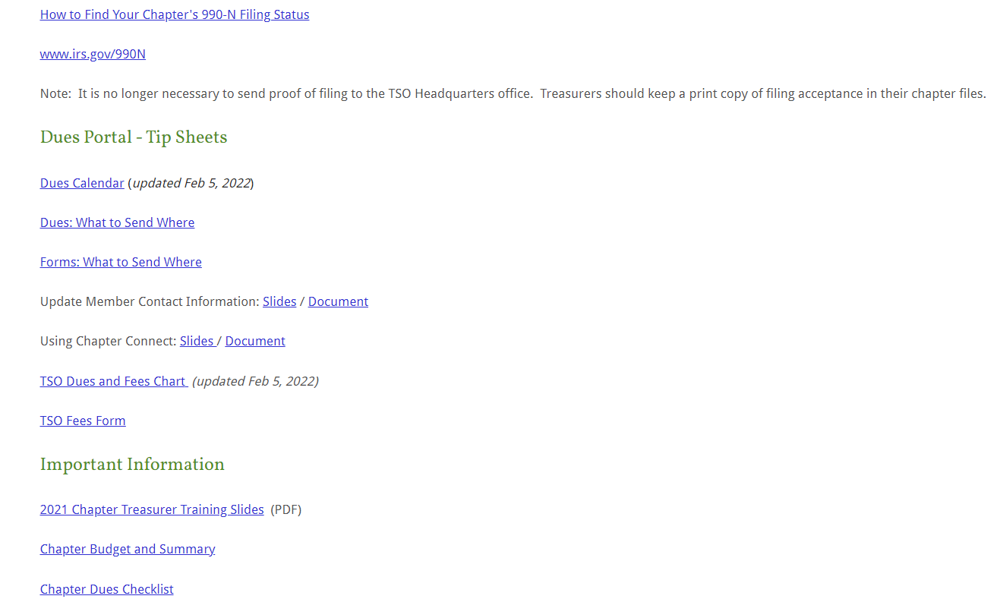 How to Find Your Chapter's 990-N Filing Status
www.irs.gov/990N
Note:  It is no longer necessary to send proof of filing to the TSO Headquarters office.  Treasurers should keep a print copy of filing acceptance in their chapter files.
Dues Portal - Tip Sheets
Dues Calendar (updated Feb 5, 2022)
Dues: What to Send Where
Forms: What to Send Where
Update Member Contact Information: Slides / Document
Using Chapter Connect: Slides / Document
TSO Dues and Fees Chart  (updated Feb 5, 2022)
TSO Fees Form
Important Information
2021 Chapter Treasurer Training Slides  (PDF)
Chapter Budget and Summary
Chapter Dues Checklist